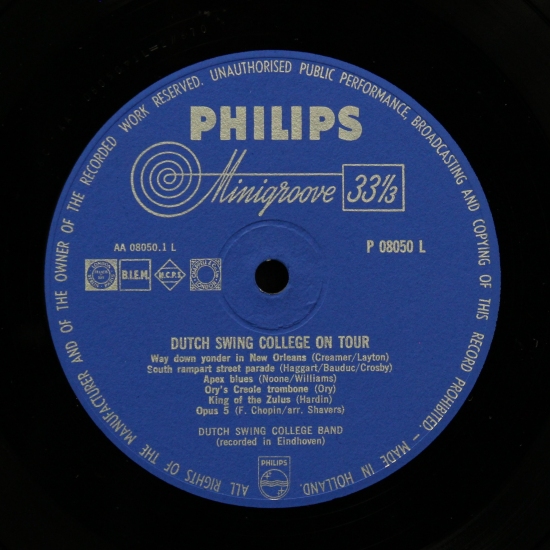 ALL RIGHTS OF THE MANUFACTURER AND OF THE OWNER OF THE RECORDED WORK RESERVED. UNAUTHORISED PUBLIC PERFORMANCE, BROADCASTING AND COPYING OF THIS RECORD PROHIBITED. – MADE IN HOLLAND.
PHILIPS
Minigroove 33⅓
AA 08050.1 L
P 08050 L
B.I.E.M.
M.C.P.S.
DUTCH SWING COLLEGE ON TOUR
Way down yonder in New Orleans (Creamer/Layton)
South rampart street parade (Haggart/Bauduc/Crosby)
Apex blues (Noone/Williams)
Ory's Creole trombone (Ory)
King of the Zulus (Hardin)
Opus 5 (F. Chopin/arr. Shavers)
DUTCH SWING COLLEGE BAND
(recorded in Eindhoven)
PHILIPS